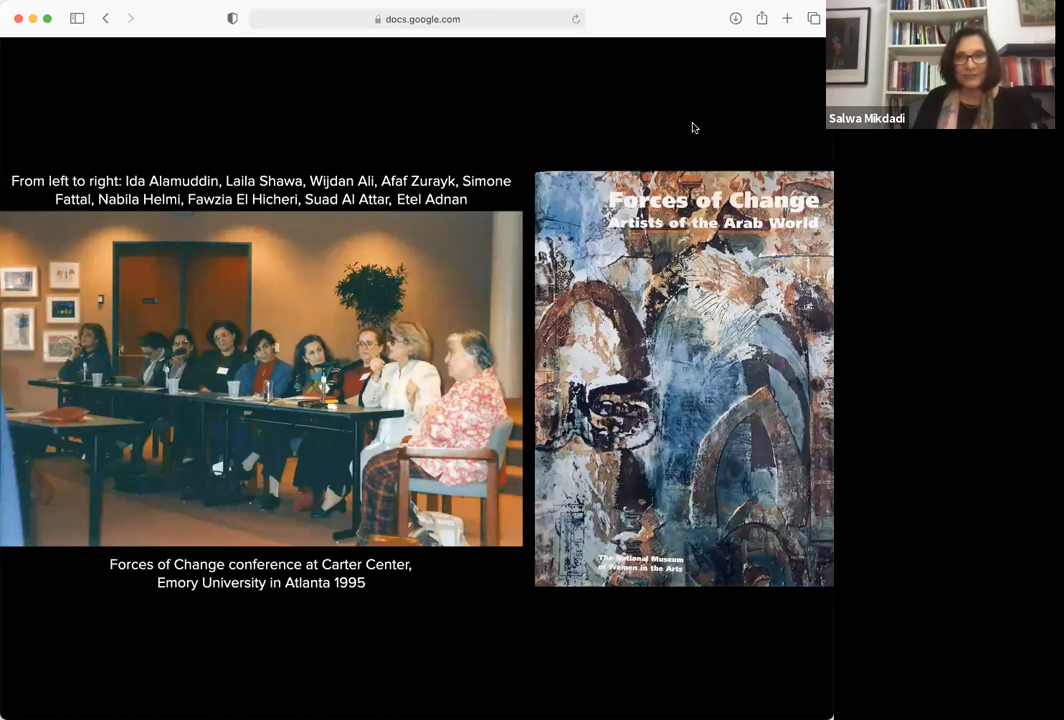 docs.google.com
Salwa Mikdadi
From left to right: Ida Alamuddin, Laila Shawa, Wijdan Ali, Afaf Zurayk, Simone
Fattal, Nabila Helmi, Fawzia El Hicheri, Suad Al Attar, Etel Adnan
Forces of Change
Artists of the Arab World
The National Museum
of Women in the Arts
Forces of Change conference at Carter Center,
Emory University in Atlanta 1995